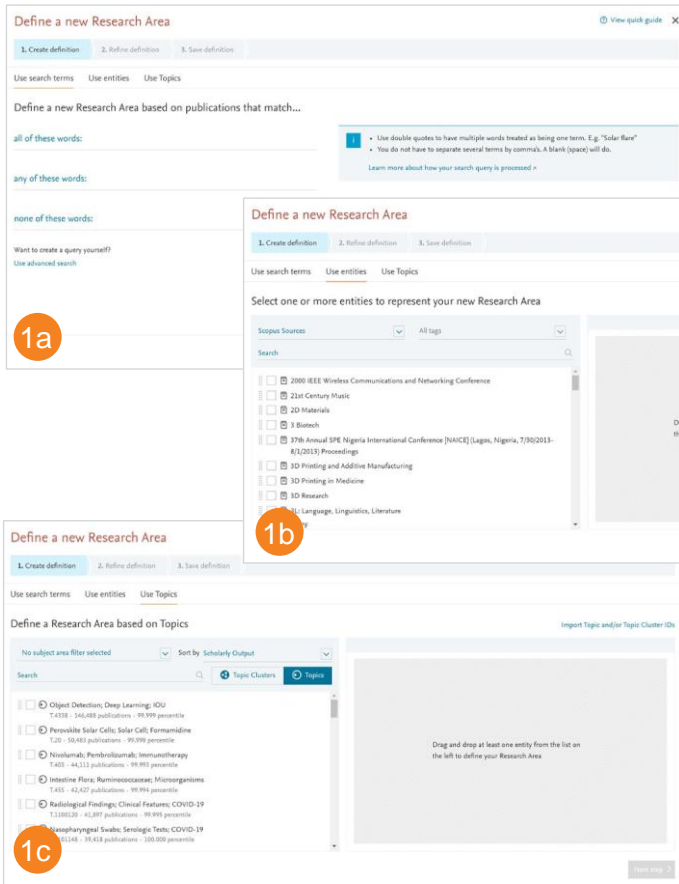 Define a new Research Area
View quick guide
1. Create definition 2. Refine definition 3. Save definition
Use search terms Use entities Use Topics
Define a new Research Area based on publications that match...
all of these words:
• Use double quotes to have multiple words treated as being one term. E.g. "Solar flare"
• You do not have to separate several terms by comma's. A blank (space) will do.
Learn more about how your search query is processed >
any of these words:
none of these words:
Want to create a query yourself?
Use advanced search
1a
Define a new Research Area
1. Create definition 2. Refine definition 3. Save definition
Use search terms Use entities Use Topics
Select one or more entities to represent your new Research Area
Scopus Sources All tags
Search
2000 IEEE Wireless Communications and Networking Conference
21st Century Music
2D Materials
3 Biotech
37th Annual SPE Nigeria International Conference [NAICE] (Lagos, Nigeria, 7/30/2013-
8/1/2013) Proceedings
3D Printing and Additive Manufacturing
3D Printing in Medicine
3D Research
3L: Language, Linguistics, Literature
1b
Define a new Research Area
1. Create definition 2. Refine definition 3. Save definition
Use search terms Use entities Use Topics
Define a Research Area based on Topics
Import Topic and/or Topic Cluster IDs
No subject area filter selected Sort by Scholarly Output
Search Topic Clusters Topics
Object Detection; Deep Learning; IOU
T.4338 - 146,488 publications - 99.999 percentile
Perovskite Solar Cells; Solar Cell; Formamidine
T.20 - 50,483 publications - 99.998 percentile
Nivolumab; Pembrolizumab; Immunotherapy
T.403 - 44,111 publications - 99.993 percentile
Intestine Flora; Ruminococcaceae; Microorganisms
T.455 - 42,427 publications - 99.994 percentile
Radiological Findings; Clinical Features; COVID-19
T.1100120 - 41,897 publications - 99.995 percentile
Nasopharyngeal Swabs; Serologic Tests; COVID-19
39,418 publications - 100.000 percentile
Drag and drop at least one entity from the list on
the left to define your Research Area
1c
Next step >